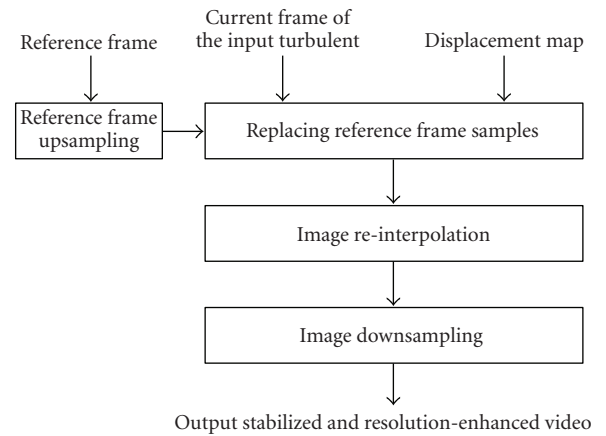 Reference frame
Current frame of
the input turbulent
Displacement map
Reference frame
upsampling
Replacing reference frame samples
Image re-interpolation
Image downsampling
Output stabilized and resolution-enhanced video